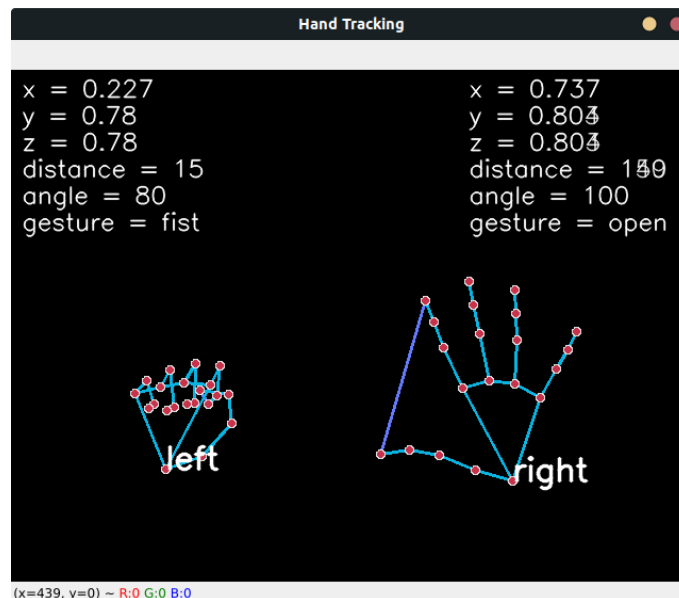 Hand Tracking
x = 0.227
y = 0.78
z = 0.78
distance = 15
angle = 80
gesture = fist
x = 0.737
y =
z =
distance =
angle = 100
gesture = open
left
right
(x=439, y=0) ~ R:0 G:0 B:0